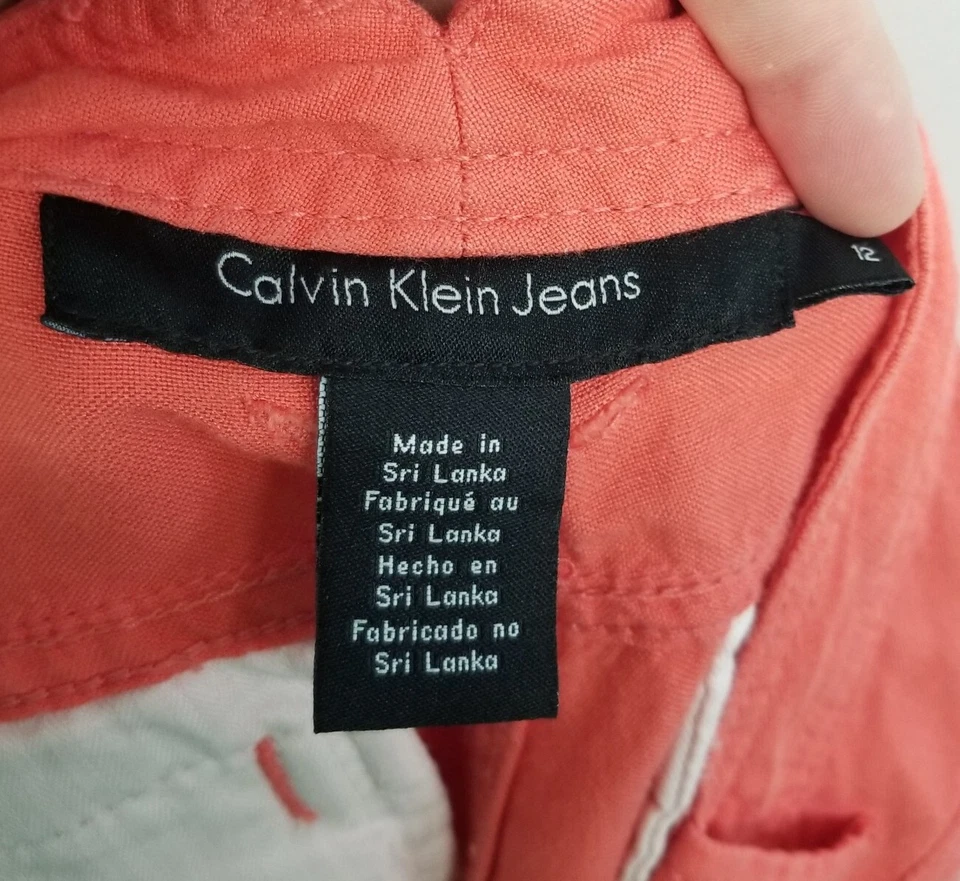 Calvin Klein Jeans
12
Made in
Sri Lanka
Fabriqué au
Sri Lanka
Hecho en
Sri Lanka
Fabricado no
Sri Lanka